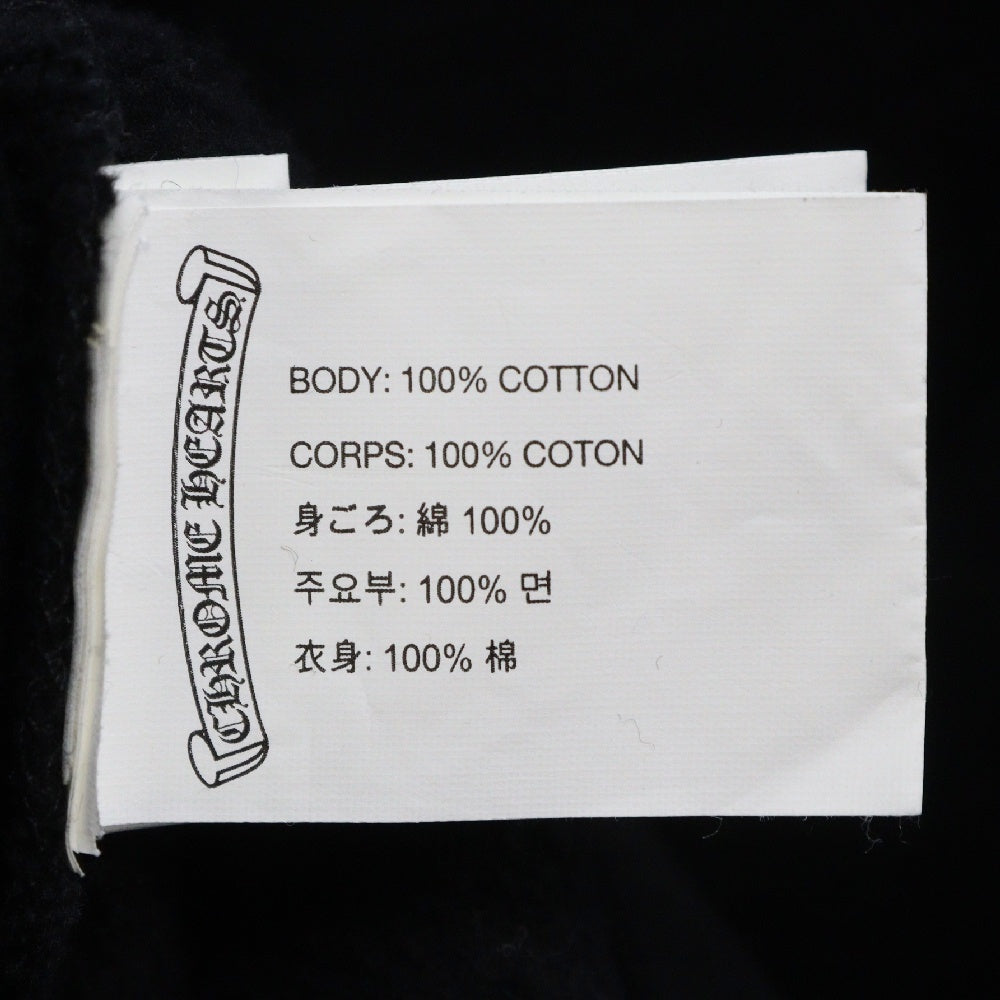 CHROME HEARTS
BODY: 100% COTTON
CORPS: 100% COTON
身ごろ: 綿 100%
주요부: 100% 면
衣身: 100% 棉